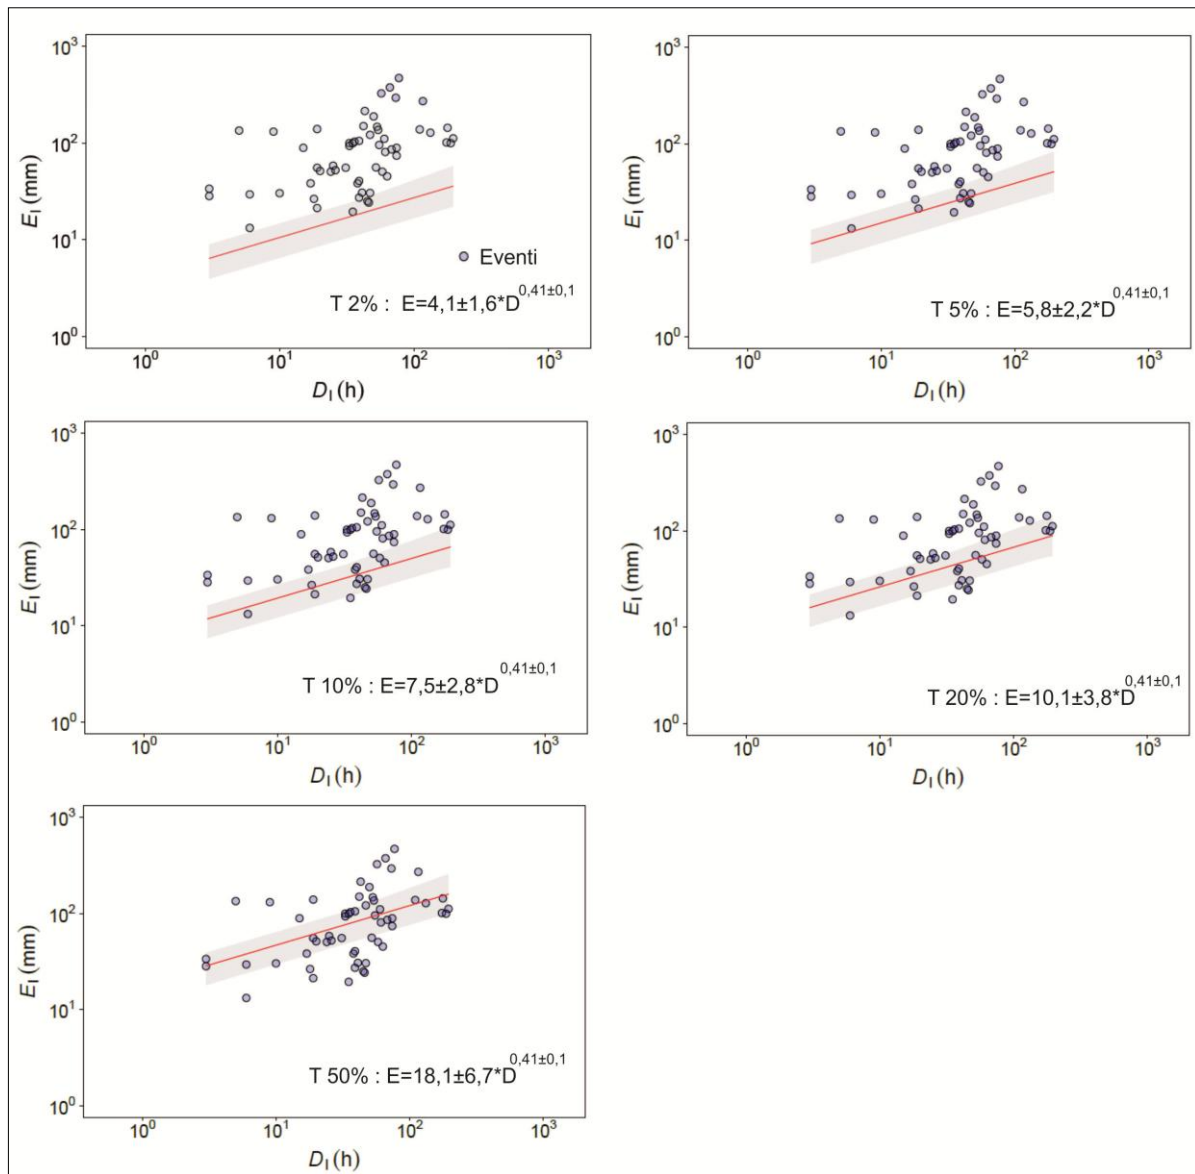 10³
10²
10¹
10⁰
E_I (mm)
Eventi
T 2% : E=4,1±1,6*D^0,41±0,1
10⁰ 10¹ 10² 10³
D_I (h)
10³
10²
10¹
10⁰
E_I (mm)
T 5% : E=5,8±2,2*D^0,41±0,1
10⁰ 10¹ 10² 10³
D_I (h)
10³
10²
10¹
10⁰
E_I (mm)
T 10% : E=7,5±2,8*D^0,41±0,1
10⁰ 10¹ 10² 10³
D_I (h)
10³
10²
10¹
10⁰
E_I (mm)
T 20% : E=10,1±3,8*D^0,41±0,1
10⁰ 10¹ 10² 10³
D_I (h)
10³
10²
10¹
10⁰
E_I (mm)
T 50% : E=18,1±6,7*D^0,41±0,1
10⁰ 10¹ 10² 10³
D_I (h)